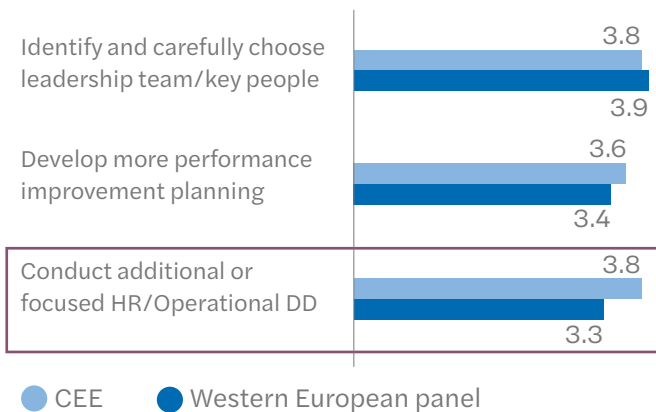 3.8
Identify and carefully choose
leadership team/key people
3.9
3.6
Develop more performance
improvement planning
3.4
3.8
Conduct additional or
focused HR/Operational DD
3.3
CEE Western European panel